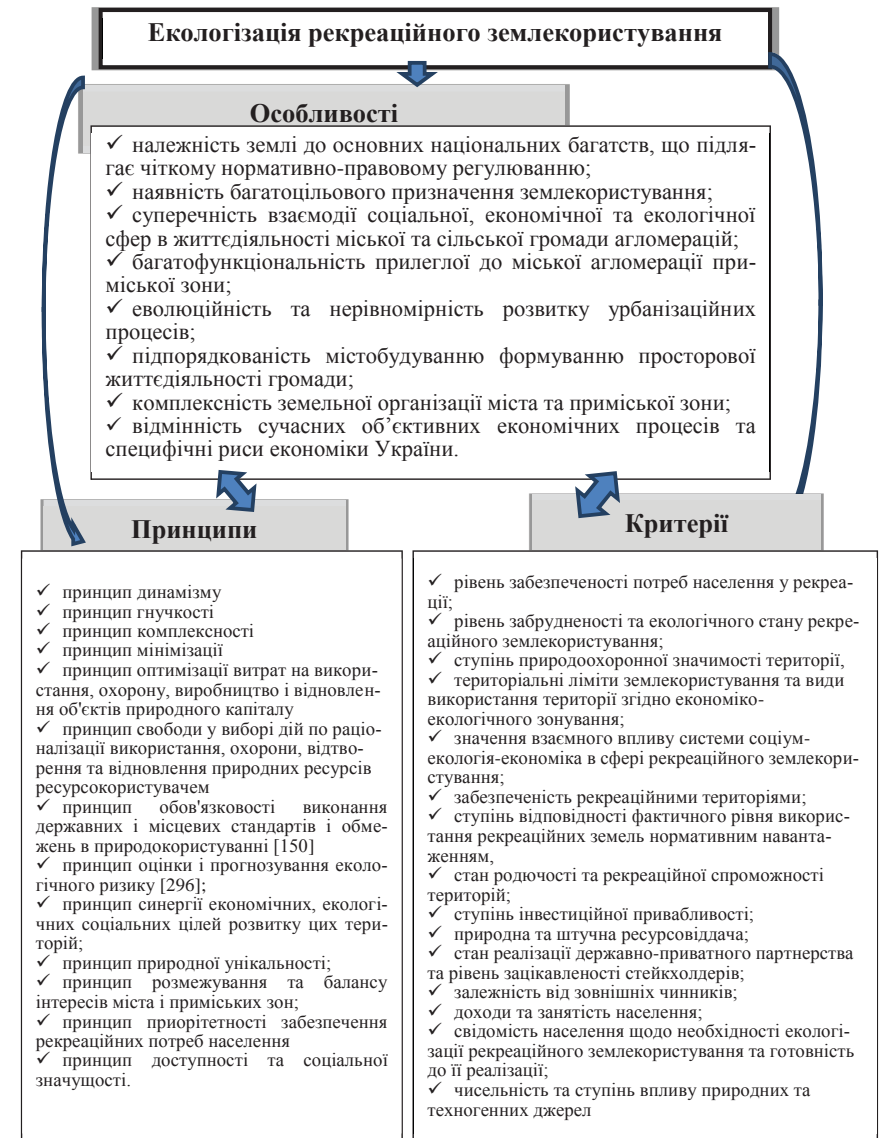 Екологізація рекреаційного землекористування
Особливості
✓ належність землі до основних національних багатств, що підля-
гає чіткому нормативно-правовому регулюванню;
✓ наявність багатоцільового призначення землекористування;
✓ суперечність взаємодії соціальної, економічної та екологічної
сфер в життєдіяльності міської та сільської громади агломерацій;
✓ багатофункціональність прилеглої до міської агломерації при-
міської зони;
✓ еволюційність та нерівномірність розвитку урбанізаційних
процесів;
✓ підпорядкованість містобудуванню формуванню просторової
життєдіяльності громади;
✓ комплексність земельної організації міста та приміської зони;
✓ відмінність сучасних об’єктивних економічних процесів та
специфічні риси економіки України.
Принципи
✓ принцип динамізму
✓ принцип гнучкості
✓ принцип комплексності
✓ принцип мінімізації
✓ принцип оптимізації витрат на викори-
стання, охорону, виробництво і відновлен-
ня об'єктів природного капіталу
✓ принцип свободи у виборі дій по раціо-
налізації використання, охорони, відтво-
рення та відновлення природних ресурсів
ресурсокористувачем
✓ принцип обов'язковості виконання
державних і місцевих стандартів і обме-
жень в природокористуванні [150]
✓ принцип оцінки і прогнозування еколо-
гічного ризику [296];
✓ принцип синергії економічних, екологі-
чних соціальних цілей розвитку цих тери-
торій;
✓ принцип природної унікальності;
✓ принцип розмежування та балансу
інтересів міста і приміських зон;
✓ принцип приорітетності забезпечення
рекреаційних потреб населення
✓ принцип доступності та соціальної
значущості.
Критерії
✓ рівень забезпеченості потреб населення у рекреа-
ції;
✓ рівень забрудненості та екологічного стану рекре-
аційного землекористування;
✓ ступінь природоохоронної значимості території,
✓ територіальні ліміти землекористування та види
використання території згідно економіко-
екологічного зонування;
✓ значення взаємного впливу системи соціум-
екологія-економіка в сфері рекреаційного землекори-
стування;
✓ забезпеченість рекреаційними територіями;
✓ ступінь відповідності фактичного рівня викорис-
тання рекреаційних земель нормативним наванта-
женням,
✓ стан родючості та рекреаційної спроможності
територій;
✓ ступінь інвестиційної привабливості;
✓ природна та штучна ресурсовіддача;
✓ стан реалізації державно-приватного партнерства
та рівень зацікавленості стейкхолдерів;
✓ залежність від зовнішніх чинників;
✓ доходи та занятість населення;
✓ свідомість населення щодо необхідності екологі-
зації рекреаційного землекористування та готовність
до її реалізації;
✓ чисельність та ступінь впливу природних та
техногенних джерел